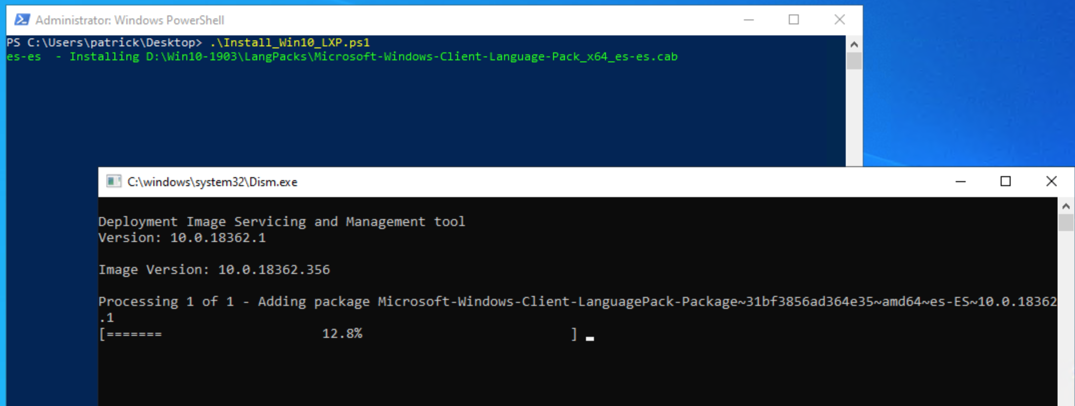 Administrator: Windows PowerShell
PS C:\Users\patrick\Desktop> .\Install_Win10_LXP.ps1
es-es  - Installing D:\Win10-1903\LangPacks\Microsoft-Windows-Client-Language-Pack_x64_es-es.cab
C:\windows\system32\Dism.exe
Deployment Image Servicing and Management tool
Version: 10.0.18362.1
Image Version: 10.0.18362.356
Processing 1 of 1 - Adding package Microsoft-Windows-Client-LanguagePack-Package~31bf3856ad364e35~amd64~es-ES~10.0.18362
.1
[=======                    12.8%                          ]